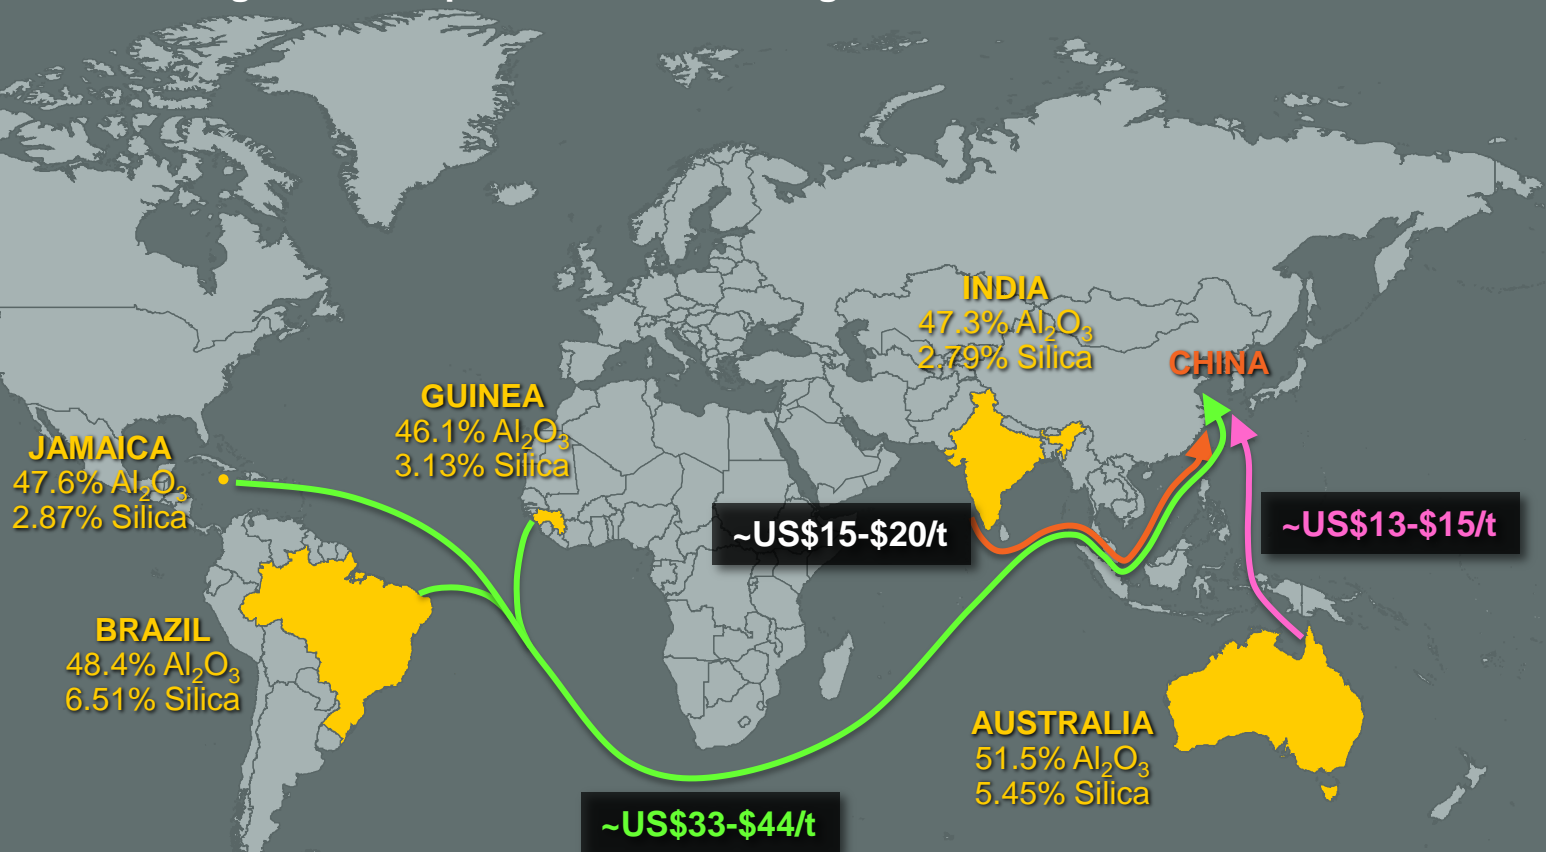 INDIA
47.3% Al₂O₃
2.79% Silica
CHINA
GUINEA
46.1% Al₂O₃
3.13% Silica
JAMAICA
47.6% Al₂O₃
2.87% Silica
~US$15-$20/t
~US$13-$15/t
BRAZIL
48.4% Al₂O₃
6.51% Silica
AUSTRALIA
51.5% Al₂O₃
5.45% Silica
~US$33-$44/t